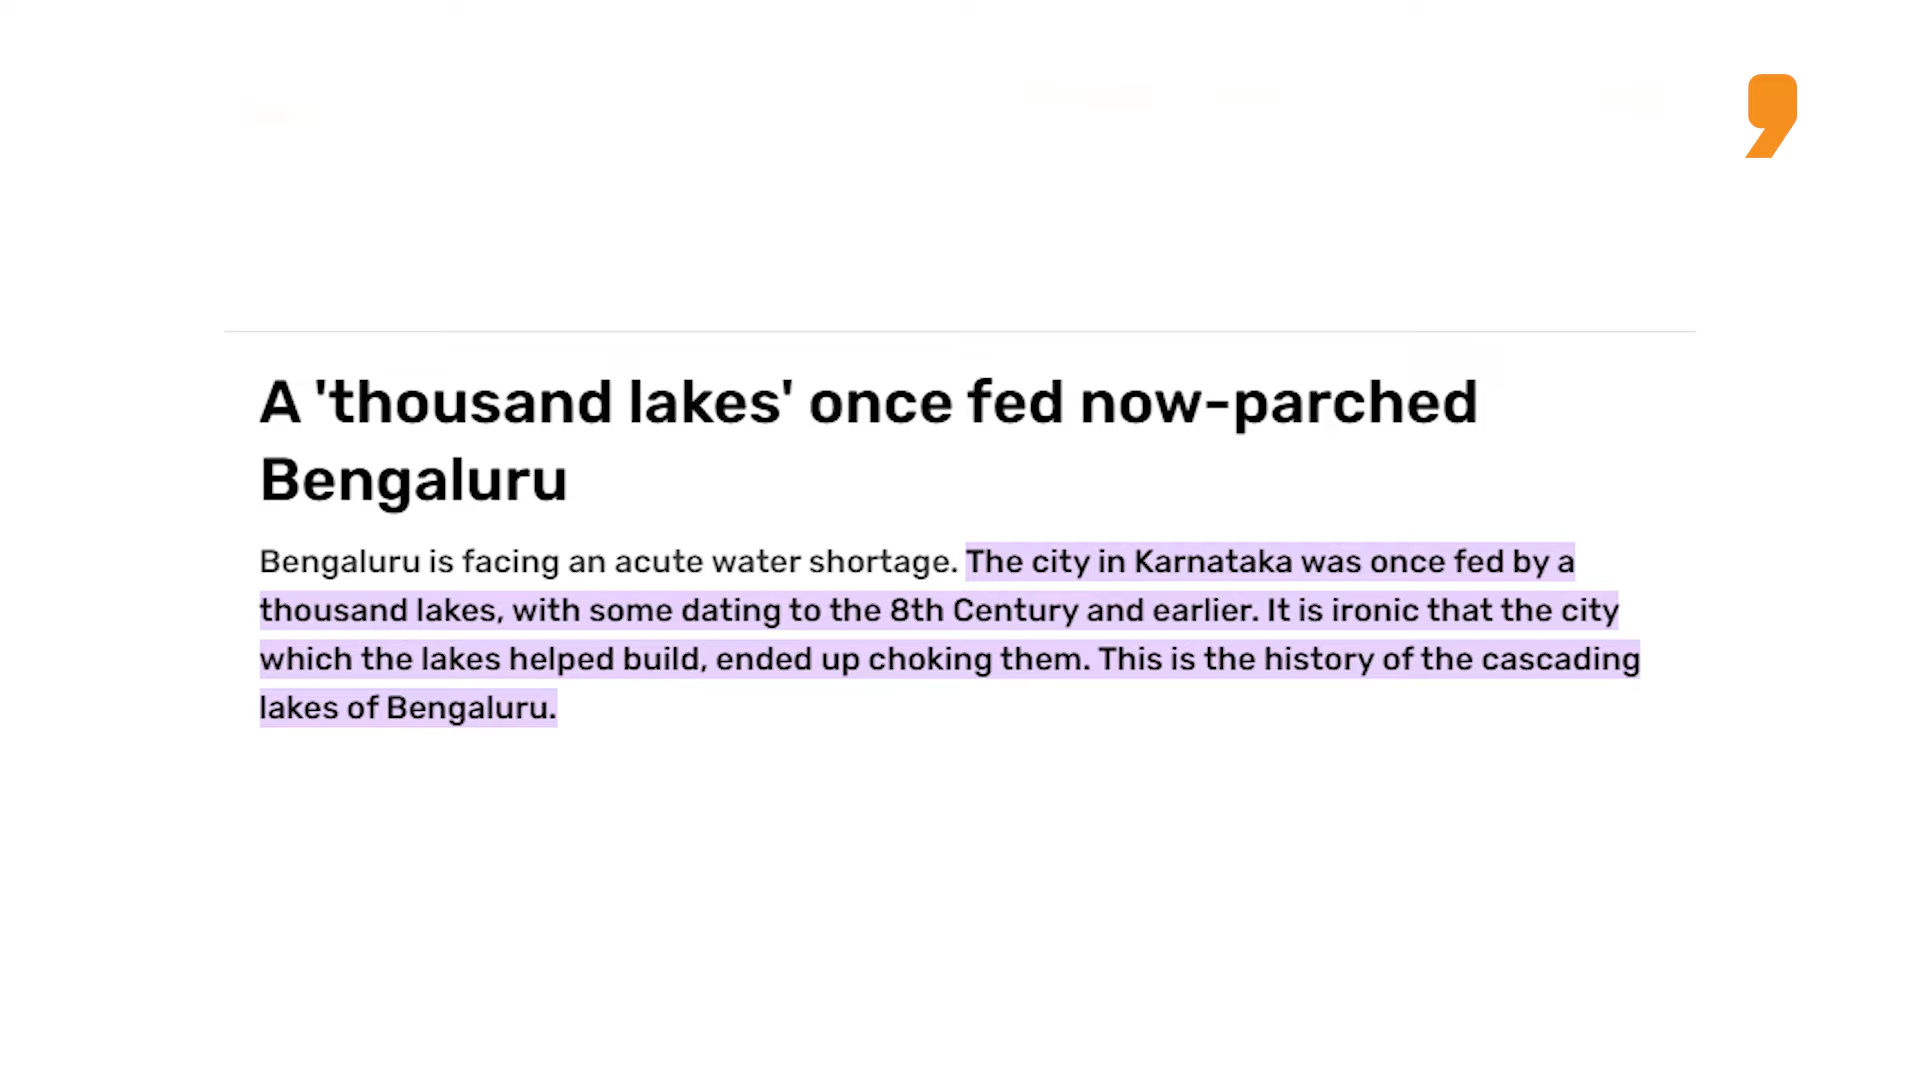 A 'thousand lakes' once fed now-parched
Bengaluru
Bengaluru is facing an acute water shortage. The city in Karnataka was once fed by a
thousand lakes, with some dating to the 8th Century and earlier. It is ironic that the city
which the lakes helped build, ended up choking them. This is the history of the cascading
lakes of Bengaluru.